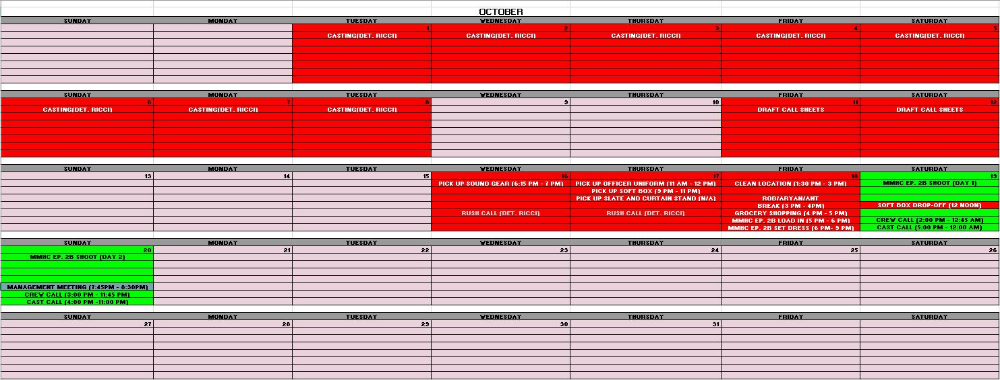 OCTOBER
SUNDAY MONDAY TUESDAY WEDNESDAY THURSDAY FRIDAY SATURDAY
1 2 3 4 5
CASTING(DET. RICCI) CASTING(DET. RICCI) CASTING(DET. RICCI) CASTING(DET. RICCI) CASTING(DET. RICCI)
SUNDAY MONDAY TUESDAY WEDNESDAY THURSDAY FRIDAY SATURDAY
6 7 8 9 10 11 12
CASTING(DET. RICCI) CASTING(DET. RICCI) CASTING(DET. RICCI) DRAFT CALL SHEETS DRAFT CALL SHEETS
SUNDAY MONDAY TUESDAY WEDNESDAY THURSDAY FRIDAY SATURDAY
13 14 15 16 17 18 19
PICK UP SOUND GEAR (6:15 PM - 7 PM) PICK UP OFFICER UNIFORM (11 AM - 12 PM) CLEAN LOCATION (1:30 PM - 3 PM) MMHC EP. 2B SHOOT (DAY 1)
PICK UP SOFT BOX (9 PM - 11 PM)
PICK UP SLATE AND CURTAIN STAND (N/A) ROB/ARYAN/ANT
BREAK (3 PM - 4PM) SOFT BOX DROP-OFF (12 NOON)
RUSH CALL (DET. RICCI) RUSH CALL (DET. RICCI) GROCERY SHOPPING (4 PM - 5 PM)
MMHC EP. 2B LOAD IN (5 PM - 6 PM) CREW CALL (2:00 PM - 12:45 AM)
MMHC EP. 2B SET DRESS (6 PM- 9 PM) CAST CALL (5:00 PM - 12:00 AM)
SUNDAY MONDAY TUESDAY WEDNESDAY THURSDAY FRIDAY SATURDAY
20 21 22 23 24 25 26
MMHC EP. 2B SHOOT (DAY 2)
MANAGEMENT MEETING (7:45PM - 8:30PM)
CREW CALL (3:00 PM - 11:45 PM)
CAST CALL (4:00 PM -11:00 PM)
SUNDAY MONDAY TUESDAY WEDNESDAY THURSDAY FRIDAY SATURDAY
27 28 29 30 31